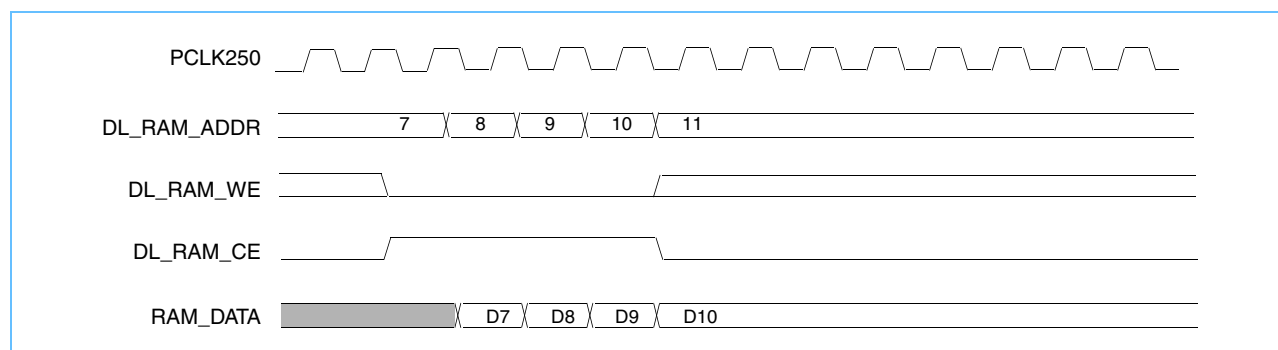 PCLK250
DL_RAM_ADDR 7 8 9 10 11
DL_RAM_WE
DL_RAM_CE
RAM_DATA D7 D8 D9 D10